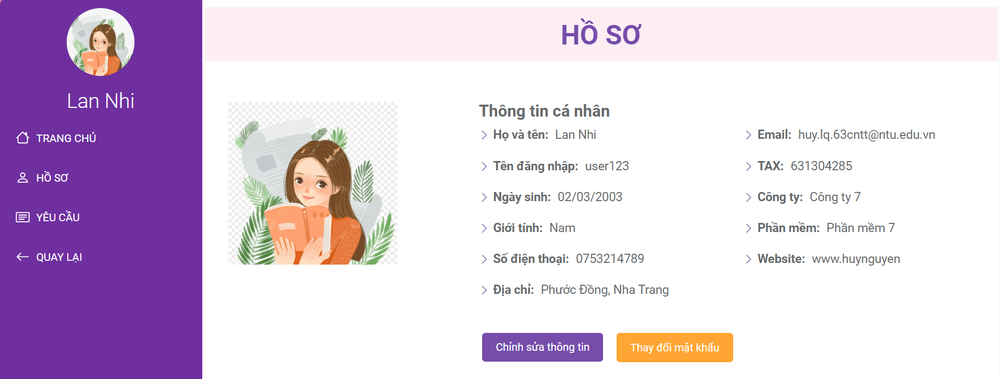 Lan Nhi
TRANG CHỦ
HỒ SƠ
YÊU CẦU
QUAY LẠI
HỒ SƠ
Thông tin cá nhân
Họ và tên: Lan Nhi
Tên đăng nhập: user123
Ngày sinh: 02/03/2003
Giới tính: Nam
Số điện thoại: 0753214789
Địa chỉ: Phước Đồng, Nha Trang
Email: huy.lq.63cntt@ntu.edu.vn
TAX: 631304285
Công ty: Công ty 7
Phần mềm: Phần mềm 7
Website: www.huynguyen
Chỉnh sửa thông tin
Thay đổi mật khẩu